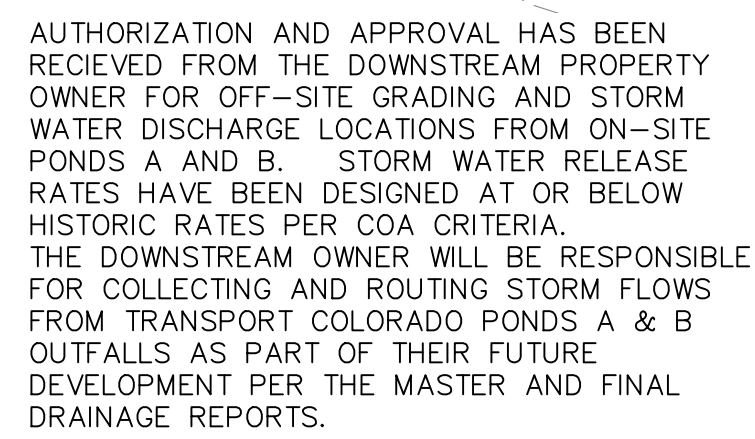 AUTHORIZATION AND APPROVAL HAS BEEN
RECIEVED FROM THE DOWNSTREAM PROPERTY
OWNER FOR OFF–SITE GRADING AND STORM
WATER DISCHARGE LOCATIONS FROM ON–SITE
PONDS A AND B.   STORM WATER RELEASE
RATES HAVE BEEN DESIGNED AT OR BELOW
HISTORIC RATES PER COA CRITERIA.
THE DOWNSTREAM OWNER WILL BE RESPONSIBLE
FOR COLLECTING AND ROUTING STORM FLOWS
FROM TRANSPORT COLORADO PONDS A & B
OUTFALLS AS PART OF THEIR FUTURE
DEVELOPMENT PER THE MASTER AND FINAL
DRAINAGE REPORTS.